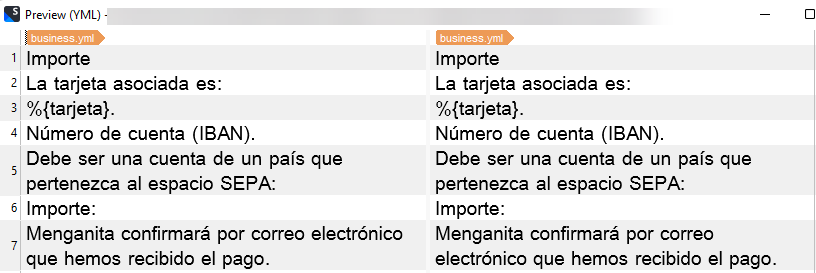 Preview (YML) -
business.yml
business.yml
1 Importe Importe
2 La tarjeta asociada es: La tarjeta asociada es:
3 %{tarjeta}. %{tarjeta}.
4 Número de cuenta (IBAN). Número de cuenta (IBAN).
5 Debe ser una cuenta de un país que
pertenezca al espacio SEPA:
Debe ser una cuenta de un país que
pertenezca al espacio SEPA:
6 Importe: Importe:
7 Menganita confirmará por correo electrónico
que hemos recibido el pago.
Menganita confirmará por correo
electrónico que hemos recibido el pago.